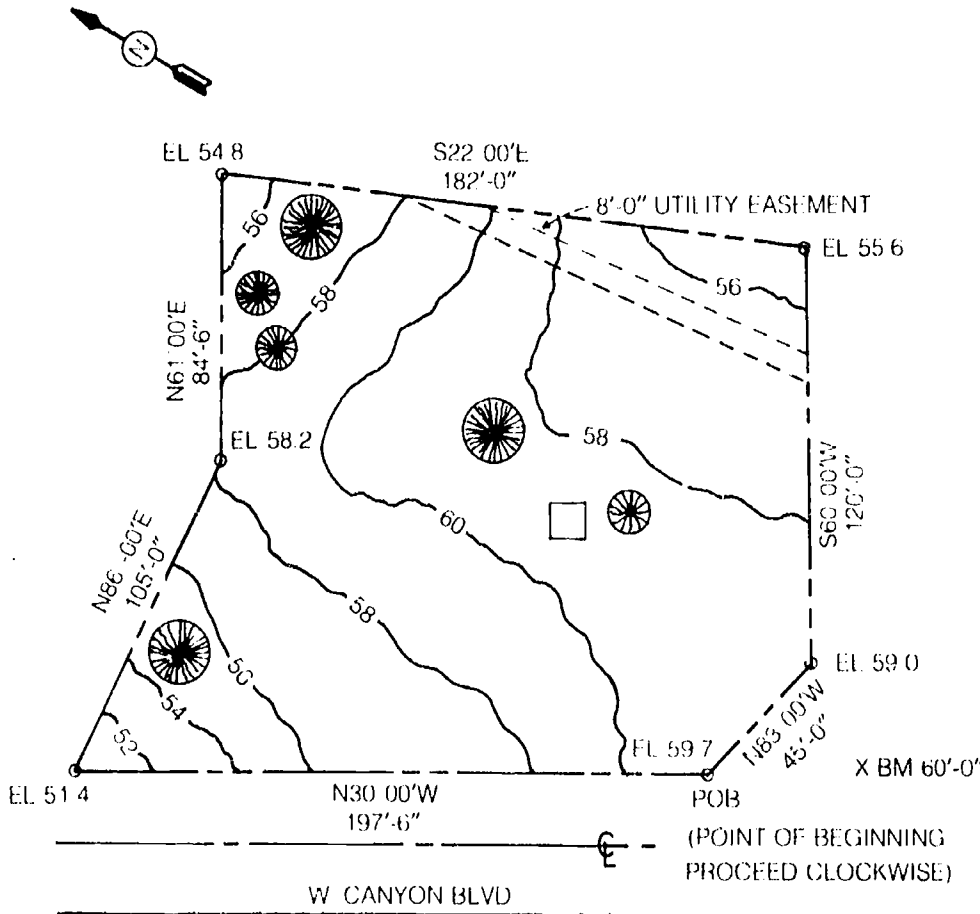 N
EL 54.8
S22 00'E
182'-0"
8'-0" UTILITY EASEMENT
EL 55.6
56
58
56
N61 00'E
84'-6"
EL 58.2
58
S60 00'W
120'-0"
60
N86 -00'E
105'-0"
58
56
54
52
EL 59.0
N83 00'W
45'-0"
EL 59.7
X BM 60'-0"
EL 51.4
N30 00'W
197'-6"
POB
(POINT OF BEGINNING
PROCEED CLOCKWISE)
℄
W CANYON BLVD